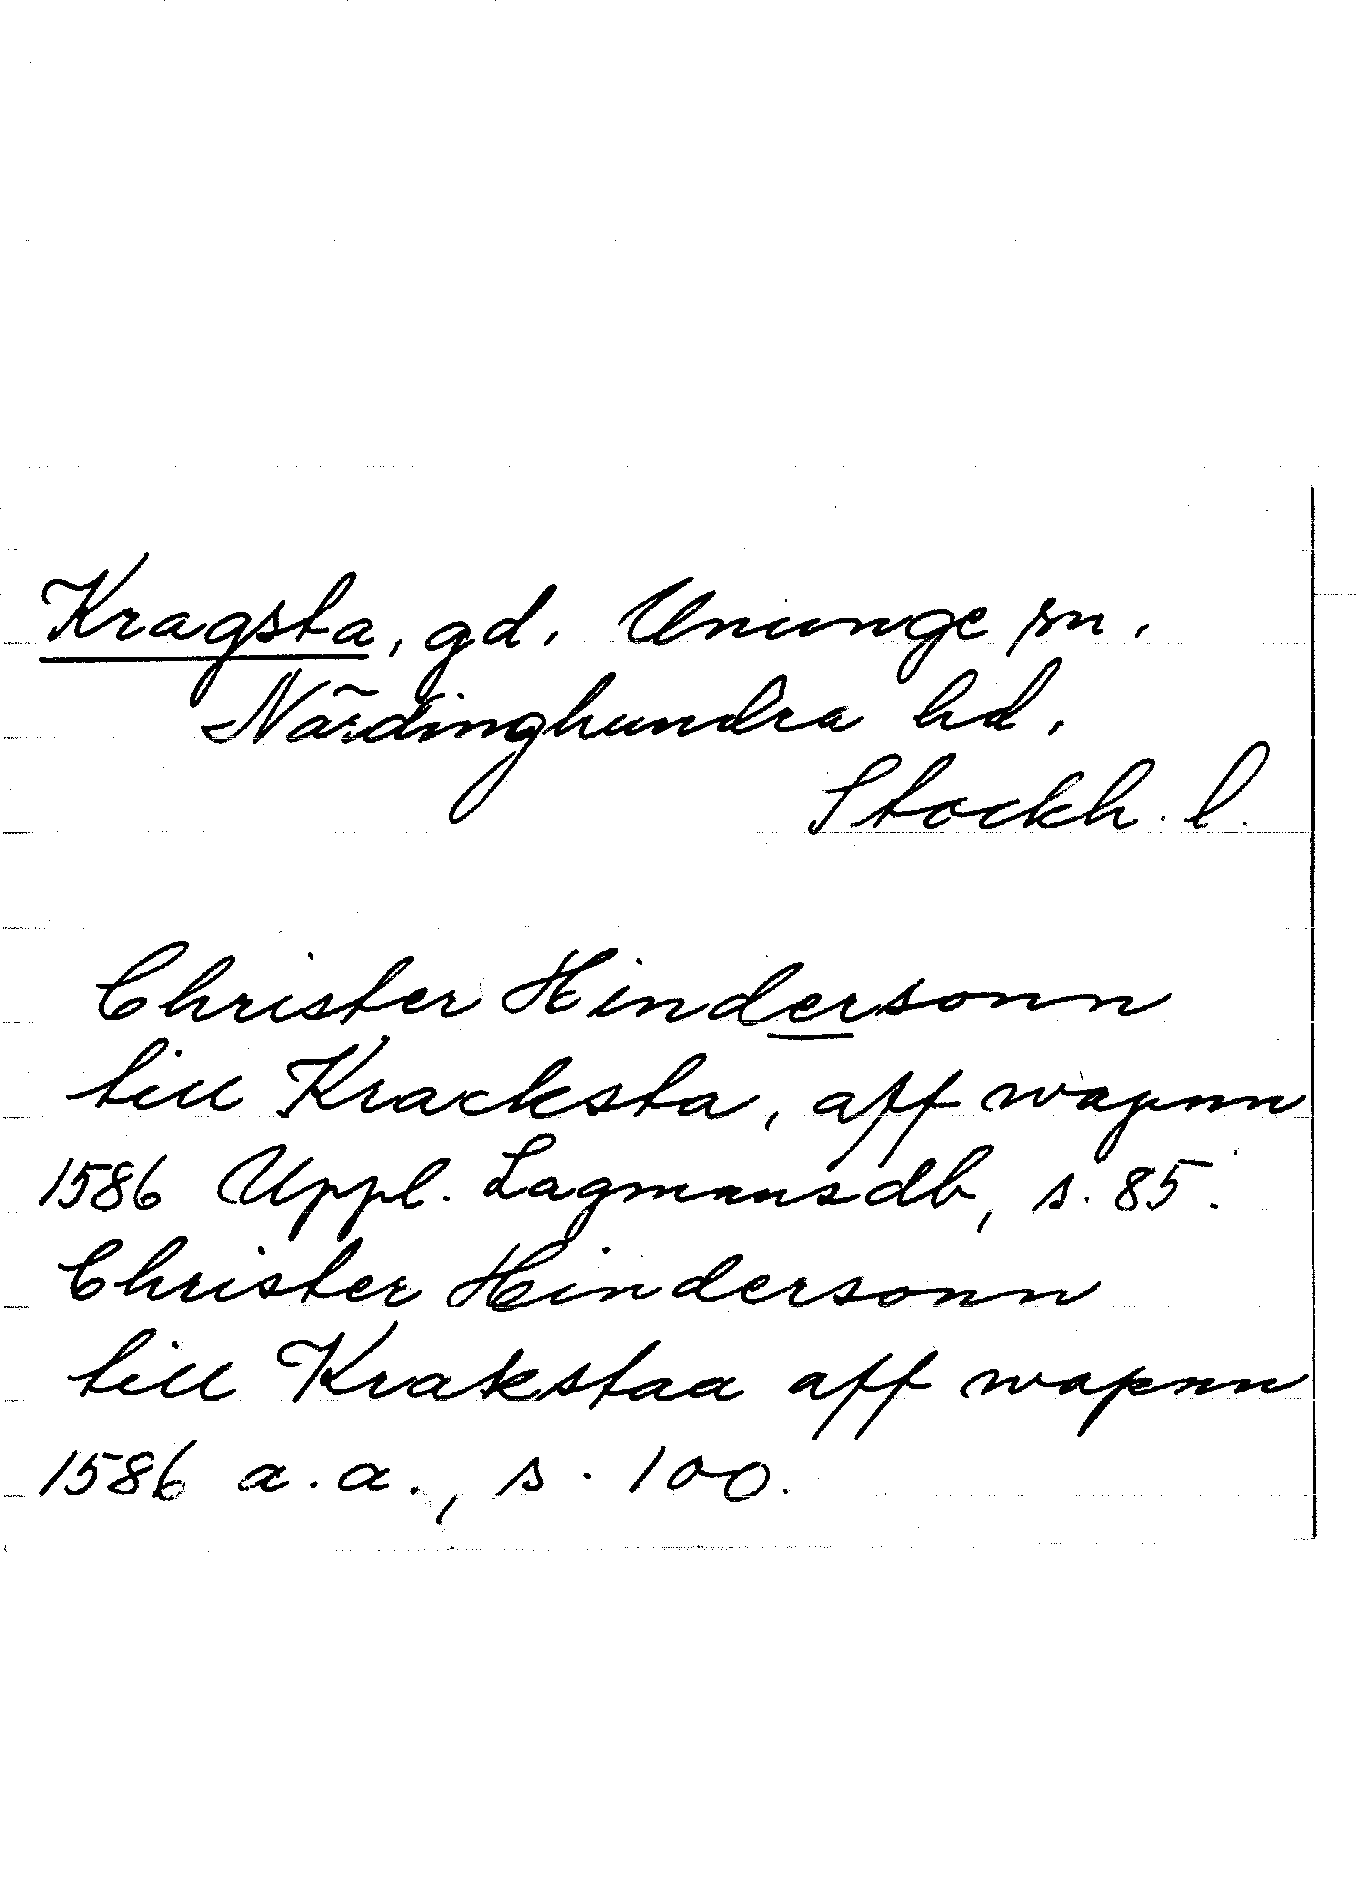 Kragsta, gd, Ununge sn,
Närdinghundra hd,
Stockh. l.
Christer Hindersonn
till Kracksta, aff wapnn
1586 Uppl. Lagmansdb, s. 85.
Christer Hindersonn
till Krakstaa aff wapnn
1586 a.a., s. 100.